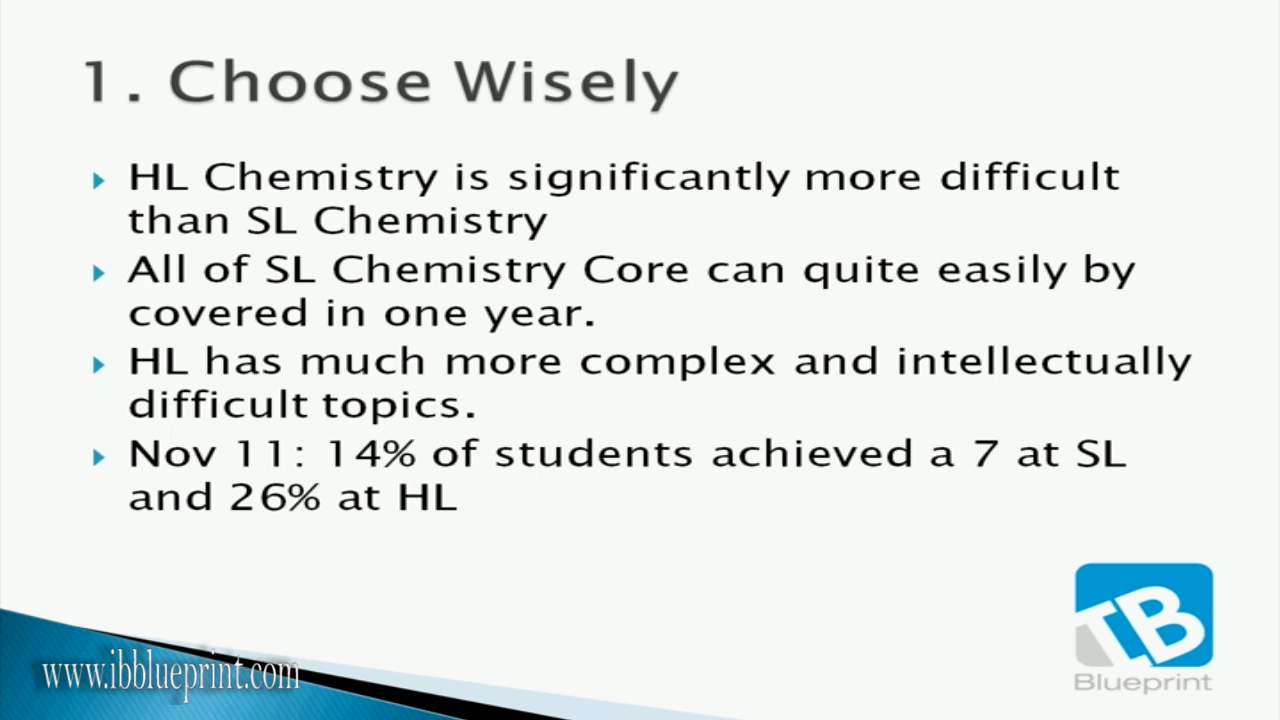 1. Choose Wisely
HL Chemistry is significantly more difficult
than SL Chemistry
All of SL Chemistry Core can quite easily by
covered in one year.
HL has much more complex and intellectually
difficult topics.
Nov 11: 14% of students achieved a 7 at SL
and 26% at HL
IB
Blueprint
www.ibblueprint.com